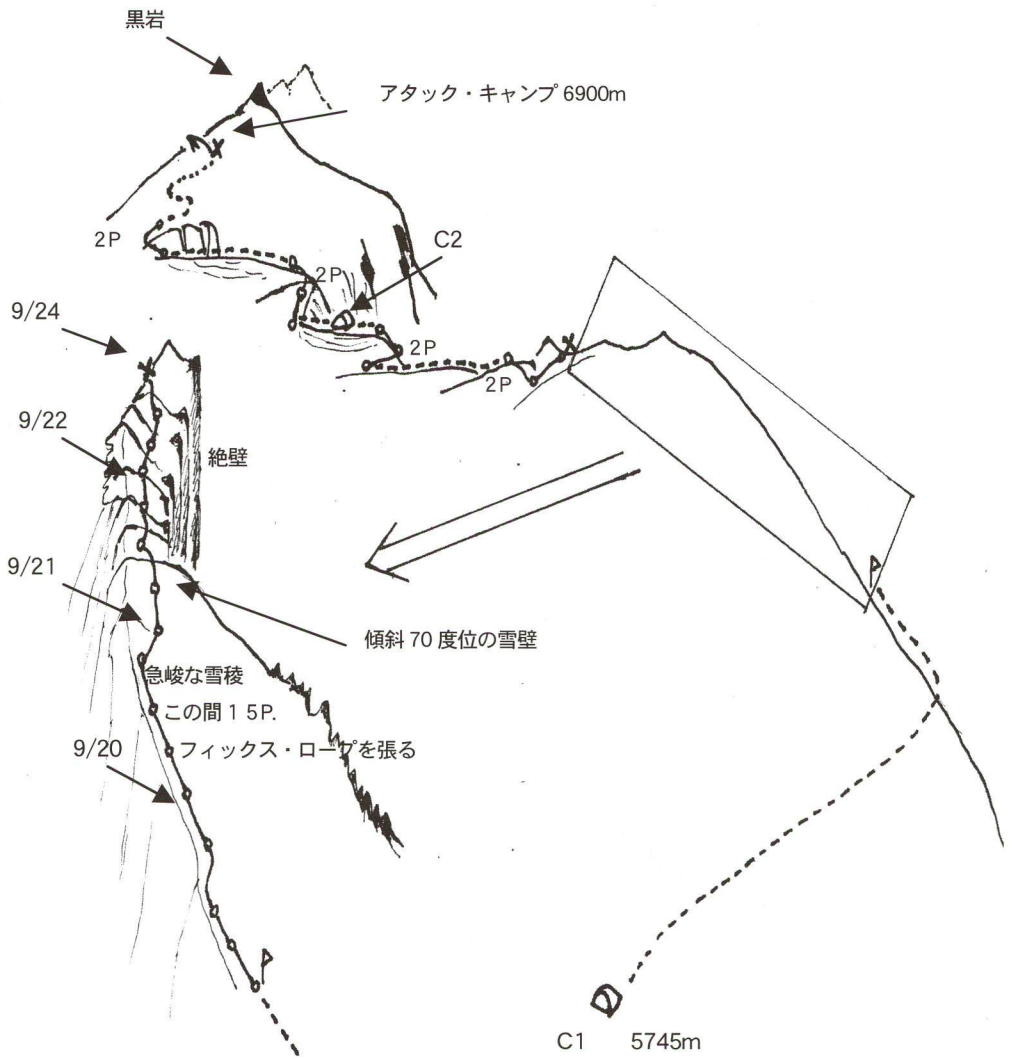 黒岩
アタック・キャンプ 6900m
2P
C2
2P
9/24
2P
2P
9/22
絶壁
9/21
傾斜 70 度位の雪壁
急峻な雪稜
この間 1 5P.
9/20
フィックス・ロープを張る
C1 5745m